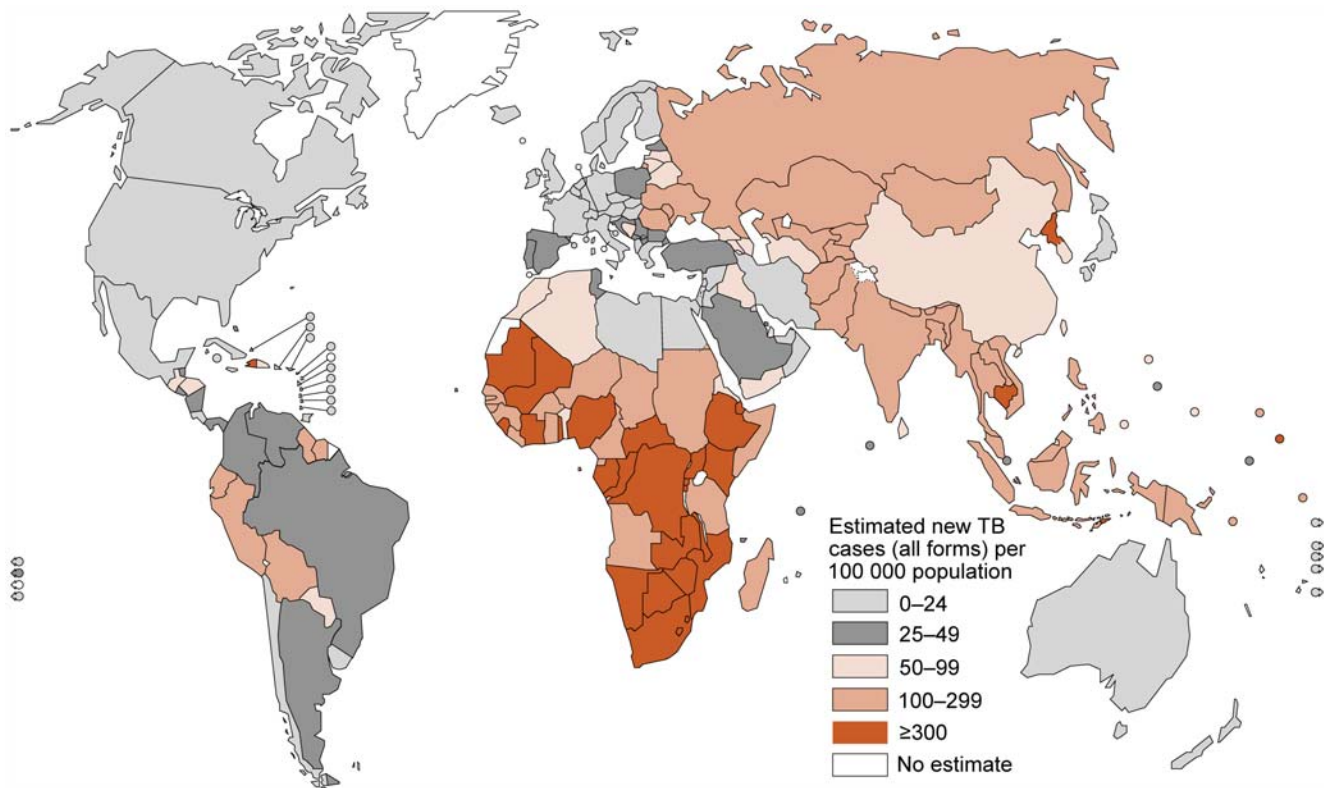 Estimated new TB
cases (all forms) per
100 000 population
0–24
25–49
50–99
100–299
≥300
No estimate